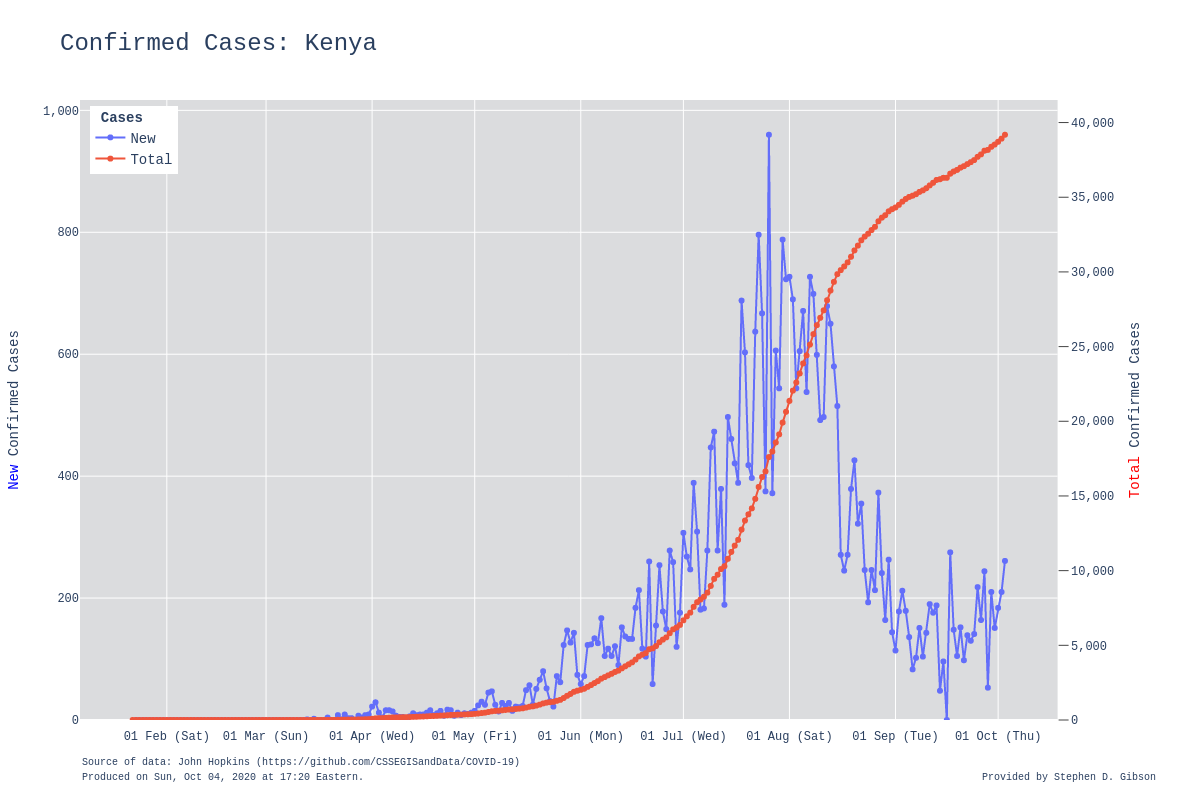 Confirmed Cases: Kenya
Cases
New
Total
1,000
800
600
400
200
0
New Confirmed Cases
40,000
35,000
30,000
25,000
20,000
15,000
10,000
5,000
0
Total Confirmed Cases
01 Feb (Sat) 01 Mar (Sun) 01 Apr (Wed) 01 May (Fri) 01 Jun (Mon) 01 Jul (Wed) 01 Aug (Sat) 01 Sep (Tue) 01 Oct (Thu)
Source of data: John Hopkins (https://github.com/CSSEGISandData/COVID-19)
Produced on Sun, Oct 04, 2020 at 17:20 Eastern.
Provided by Stephen D. Gibson